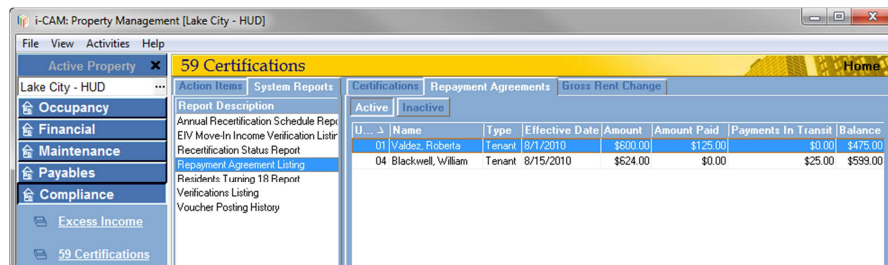 i-CAM: Property Management [Lake City - HUD]
File View Activities Help
Active Property
59 Certifications
Home
Lake City - HUD ...
Action Items System Reports
Certifications Repayment Agreements Gross Rent Change
Occupancy
Report Description
Active Inactive
Annual Recertification Schedule Repo
Financial
EIV Move-In Income Verification Listin
U... Name Type Effective Date Amount Amount Paid Payments In Transit Balance
Recertification Status Report
01 Valdez, Roberta Tenant 8/1/2010 $600.00 $125.00 $0.00 $475.00
Maintenance
Repayment Agreement Listing
04 Blackwell, William Tenant 8/15/2010 $624.00 $0.00 $25.00 $599.00
Payables
Residents Turning 18 Report
Compliance
Verifications Listing
Voucher Posting History
Excess Income
59 Certifications